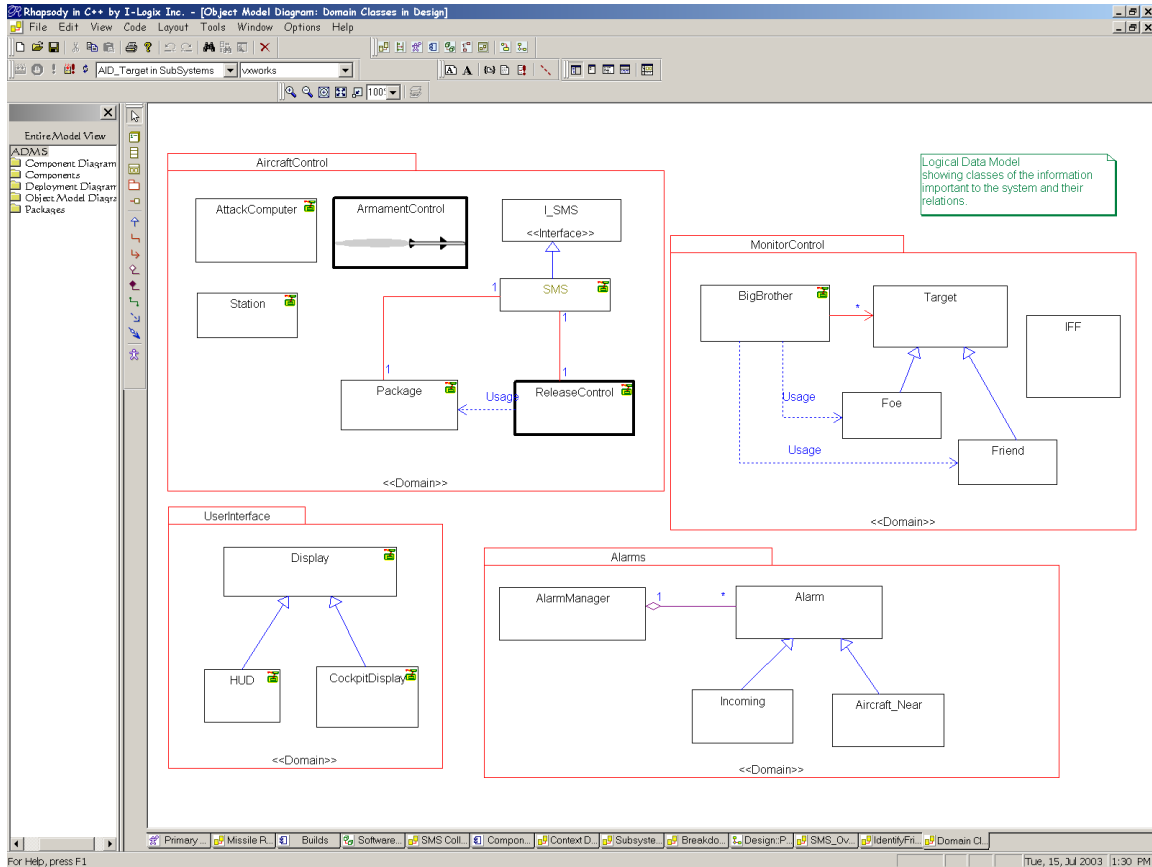 Rhapsody in C++ by I-Logix Inc. - [Object Model Diagram: Domain Classes in Design]
File Edit View Code Layout Tools Window Options Help
AID_Target in SubSystems vxworks
100%
Entire Model View
ADMS
Component Diagram
Components
Deployment Diagram
Object Model Diagra
Packages
AircraftControl
AttackComputer
ArmamentControl
I_SMS
<<Interface>>
Station
SMS
1
1
1
1
Package
Usage
ReleaseControl
<<Domain>>
Logical Data Model
showing classes of the information
important to the system and their
relations.
MonitorControl
BigBrother
*
Target
IFF
Usage
Foe
Usage
Friend
<<Domain>>
UserInterface
Display
HUD
CockpitDisplay
<<Domain>>
Alarms
AlarmManager
1
*
Alarm
Incoming
Aircraft_Near
<<Domain>>
Primary ... Missile R... Builds Software... SMS Coll... Compon... Context D... Subsyste... Breakdo... Design::P... SMS_Ov... IdentifyFri... Domain Cl...
For Help, press F1
Tue, 15, Jul 2003 1:30 PM